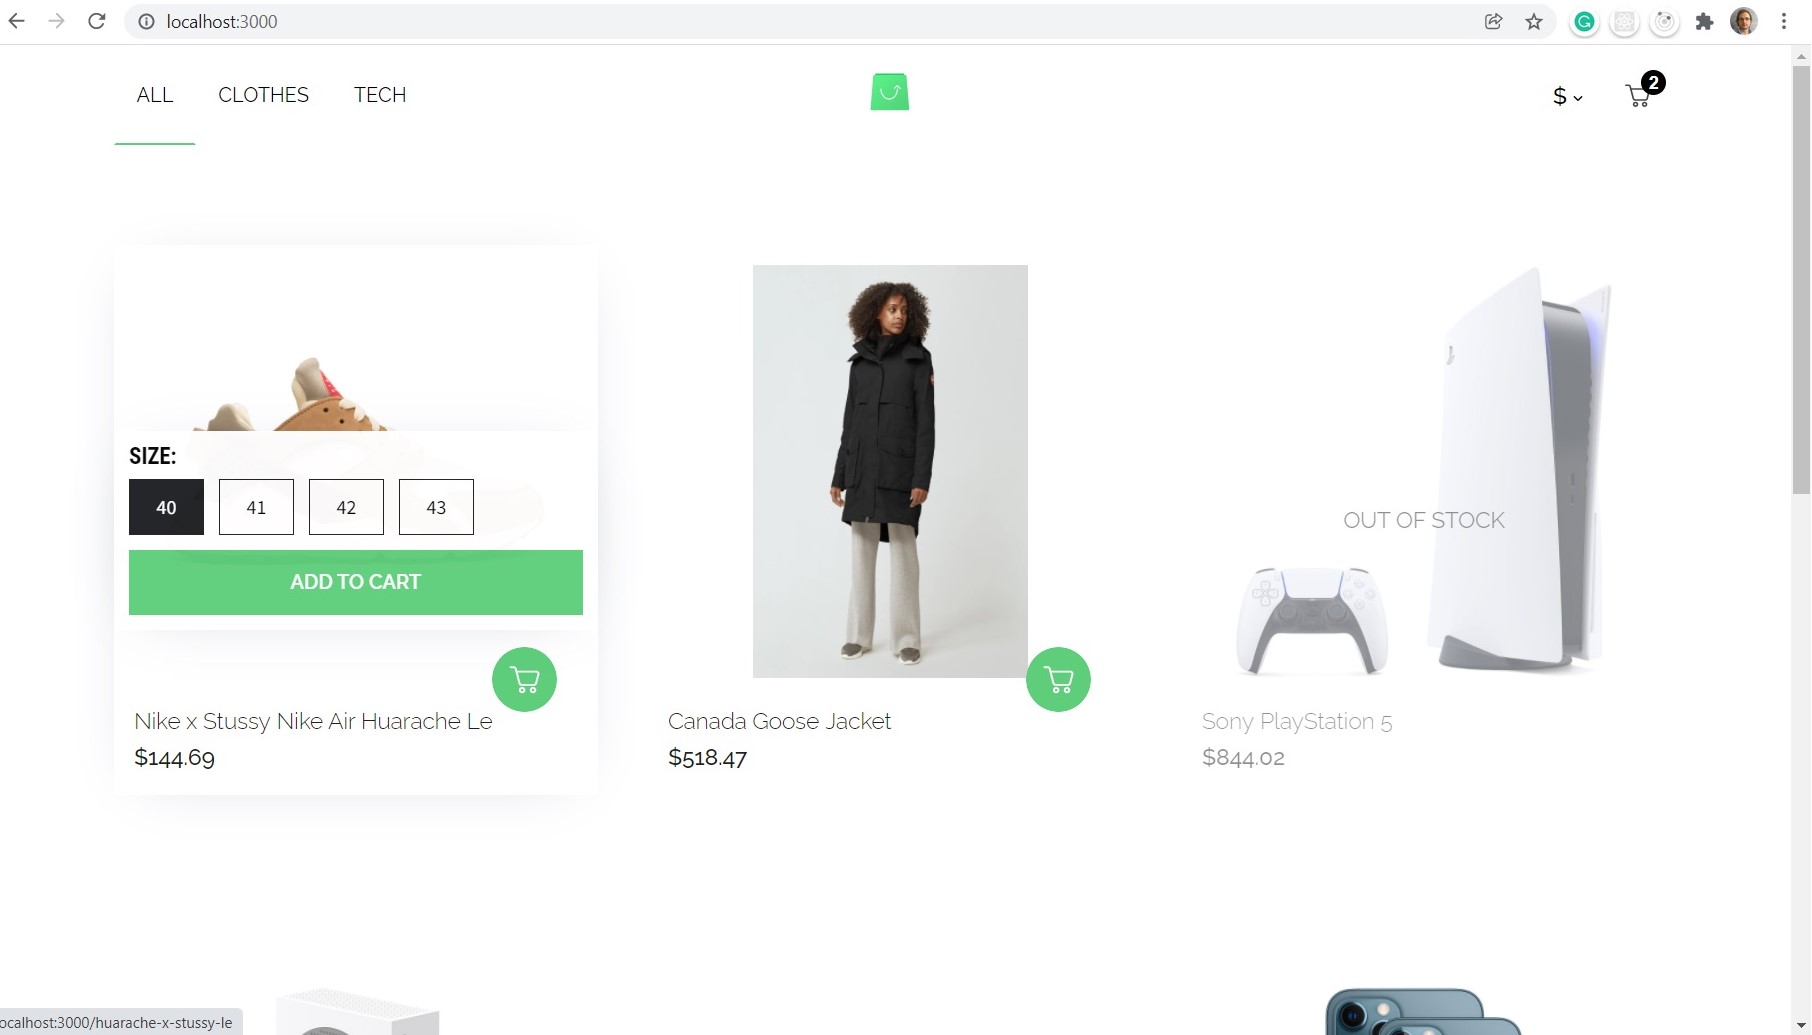 localhost:3000
ALL CLOTHES TECH
$ 2
SIZE:
40 41 42 43
ADD TO CART
Nike x Stussy Nike Air Huarache Le
$144.69
Canada Goose Jacket
$518.47
OUT OF STOCK
Sony PlayStation 5
$844.02
ocalhost:3000/huarache-x-stussy-le